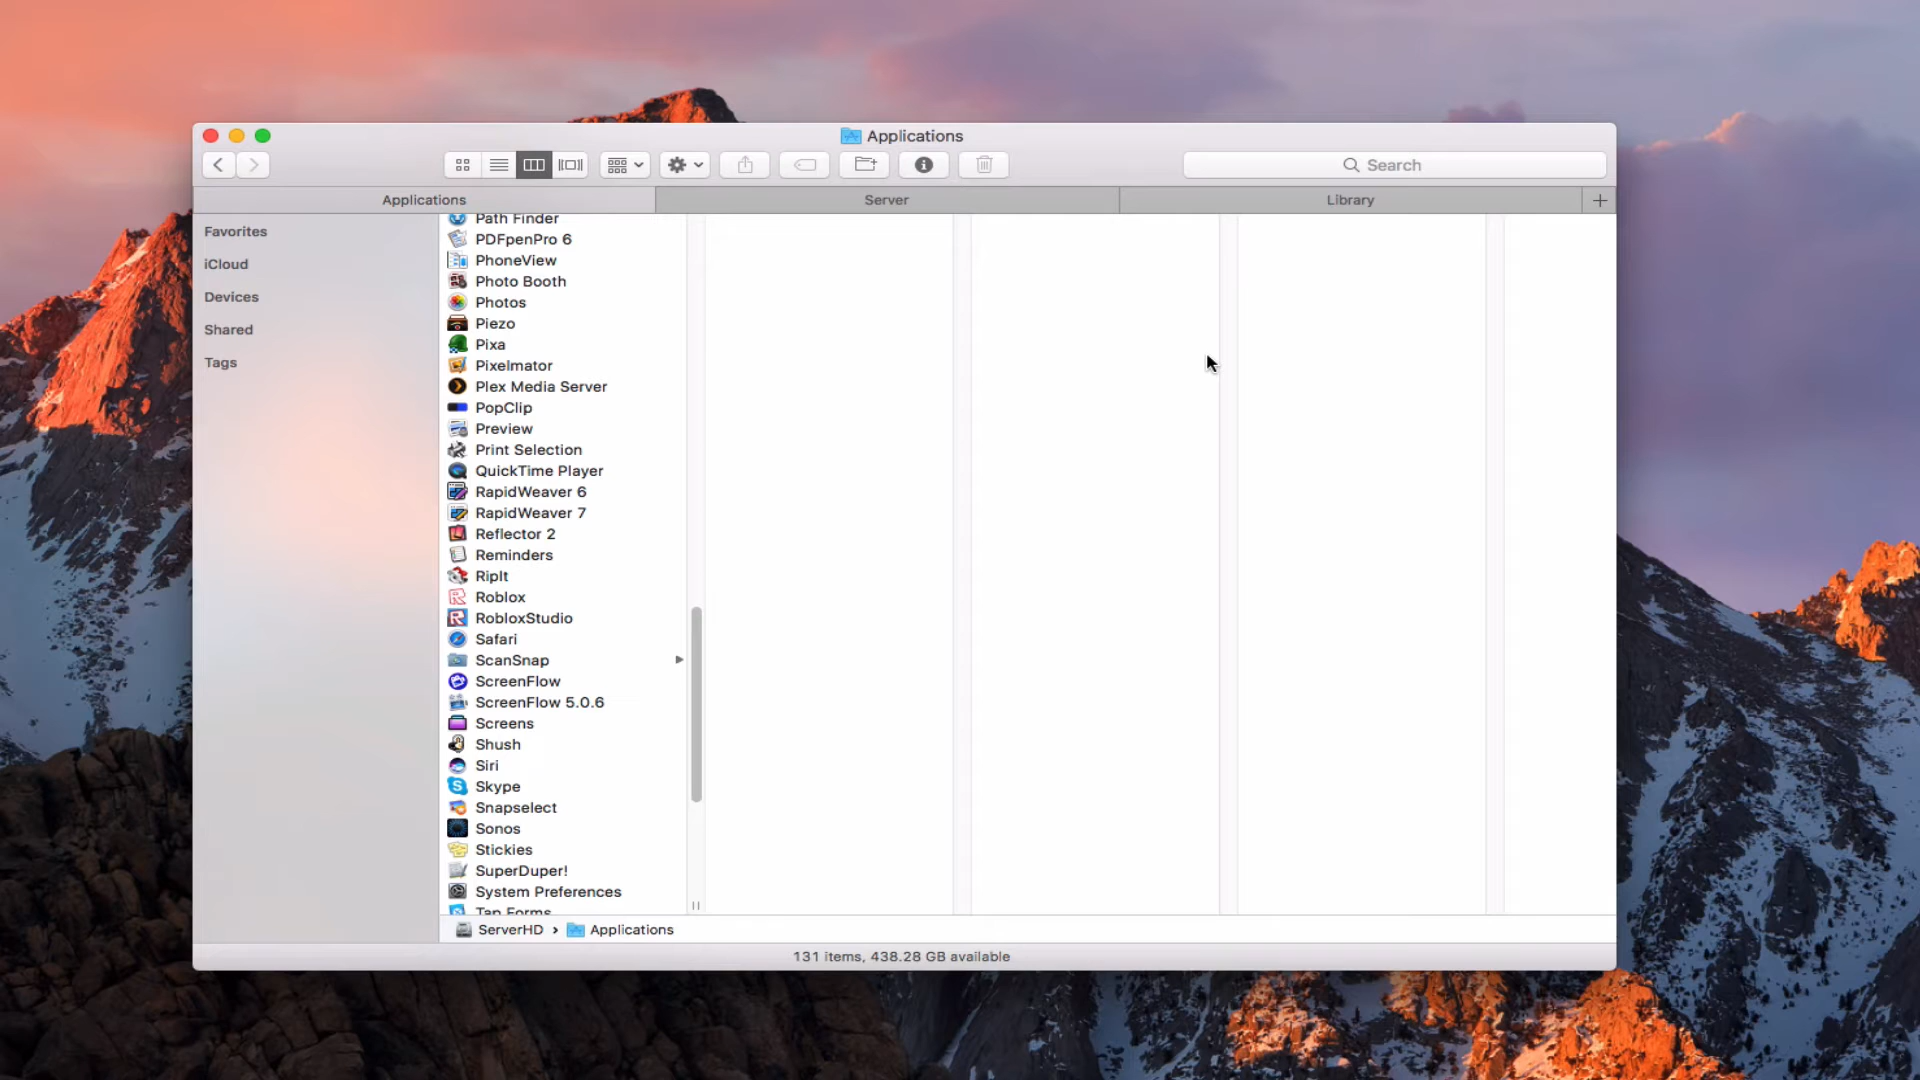 Applications
Search
Applications
Server
Library
Favorites
iCloud
Devices
Shared
Tags
Path Finder
PDFpenPro 6
PhoneView
Photo Booth
Photos
Piezo
Pixa
Pixelmator
Plex Media Server
PopClip
Preview
Print Selection
QuickTime Player
RapidWeaver 6
RapidWeaver 7
Reflector 2
Reminders
RipIt
Roblox
RobloxStudio
Safari
ScanSnap
ScreenFlow
ScreenFlow 5.0.6
Screens
Shush
Siri
Skype
Snapselect
Sonos
Stickies
SuperDuper!
System Preferences
Tap Forms
ServerHD › Applications
131 items, 438.28 GB available